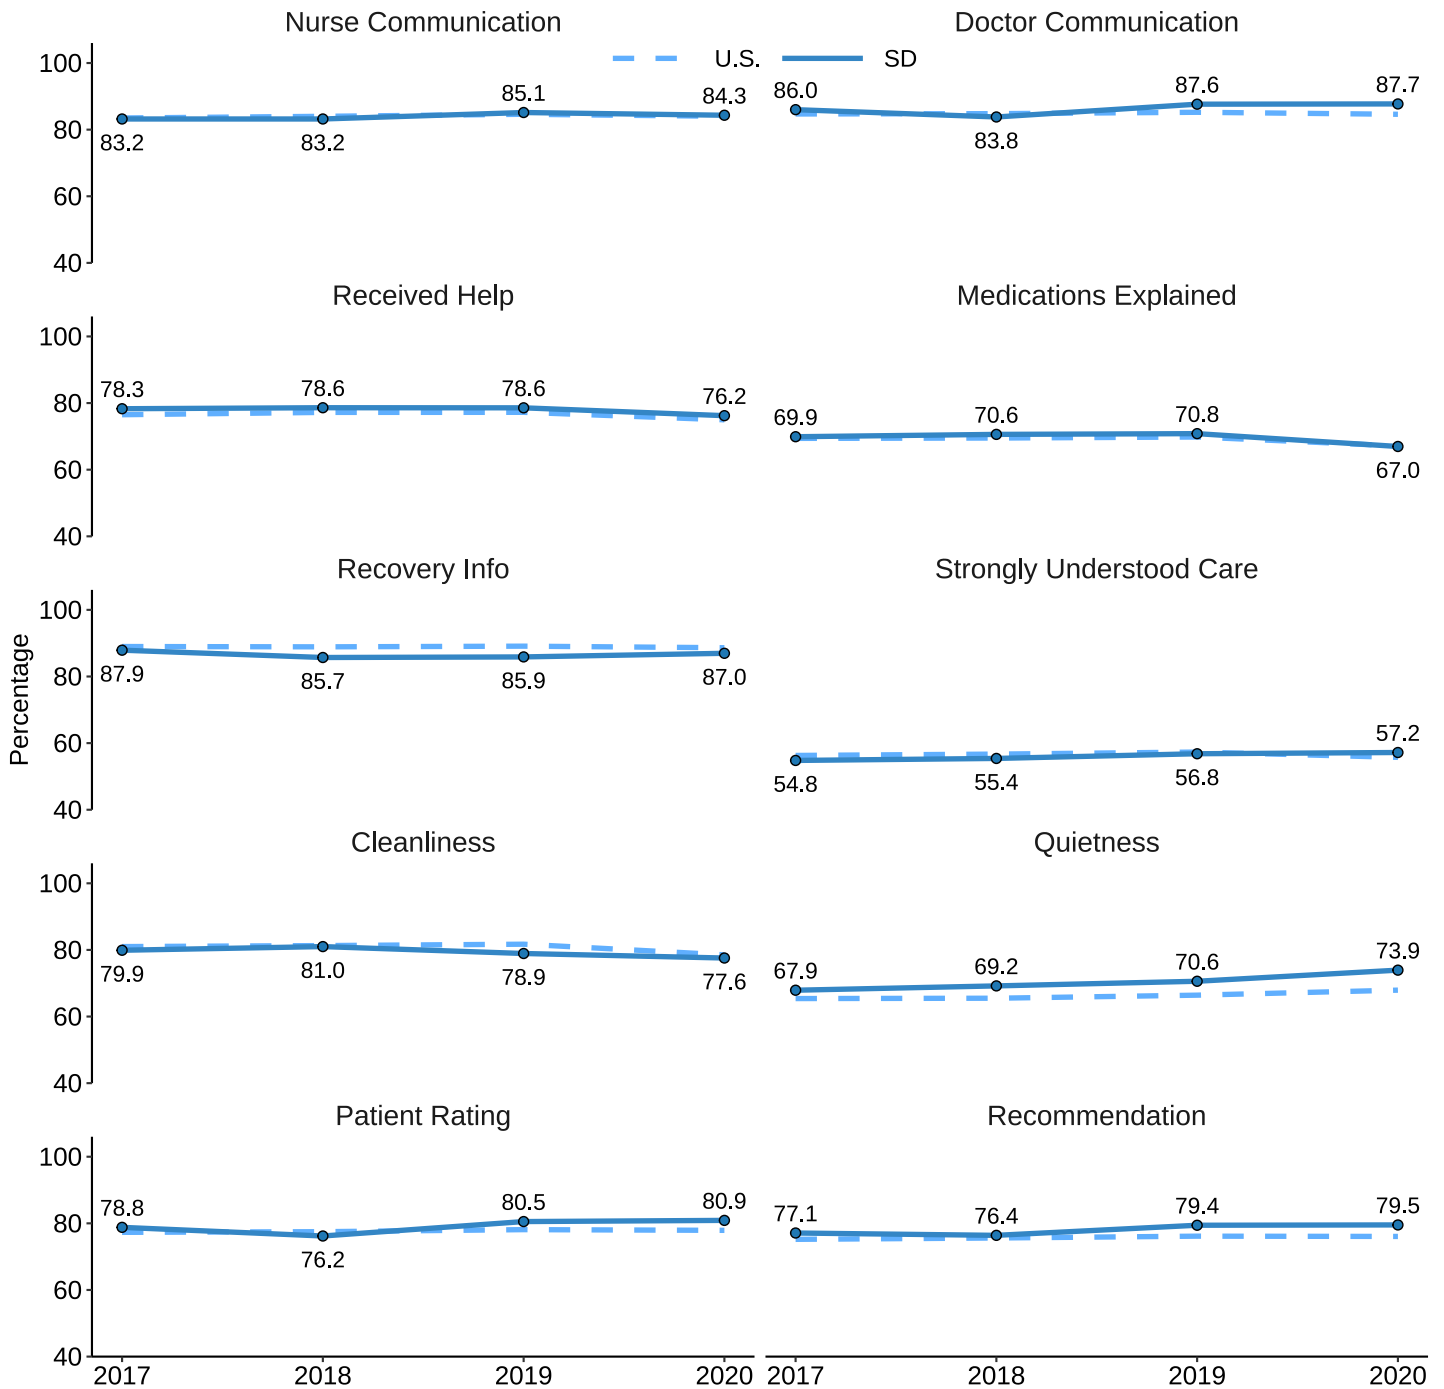 Nurse Communication Doctor Communication
U.S. SD
100
80
60
40
83.2 83.2 85.1 84.3
86.0 83.8 87.6 87.7
Received Help Medications Explained
100
80
60
40
78.3 78.6 78.6 76.2
69.9 70.6 70.8 67.0
Recovery Info Strongly Understood Care
Percentage
100
80
60
40
87.9 85.7 85.9 87.0
54.8 55.4 56.8 57.2
Cleanliness Quietness
100
80
60
40
79.9 81.0 78.9 77.6
67.9 69.2 70.6 73.9
Patient Rating Recommendation
100
80
60
40
78.8 76.2 80.5 80.9
77.1 76.4 79.4 79.5
2017 2018 2019 2020 2017 2018 2019 2020